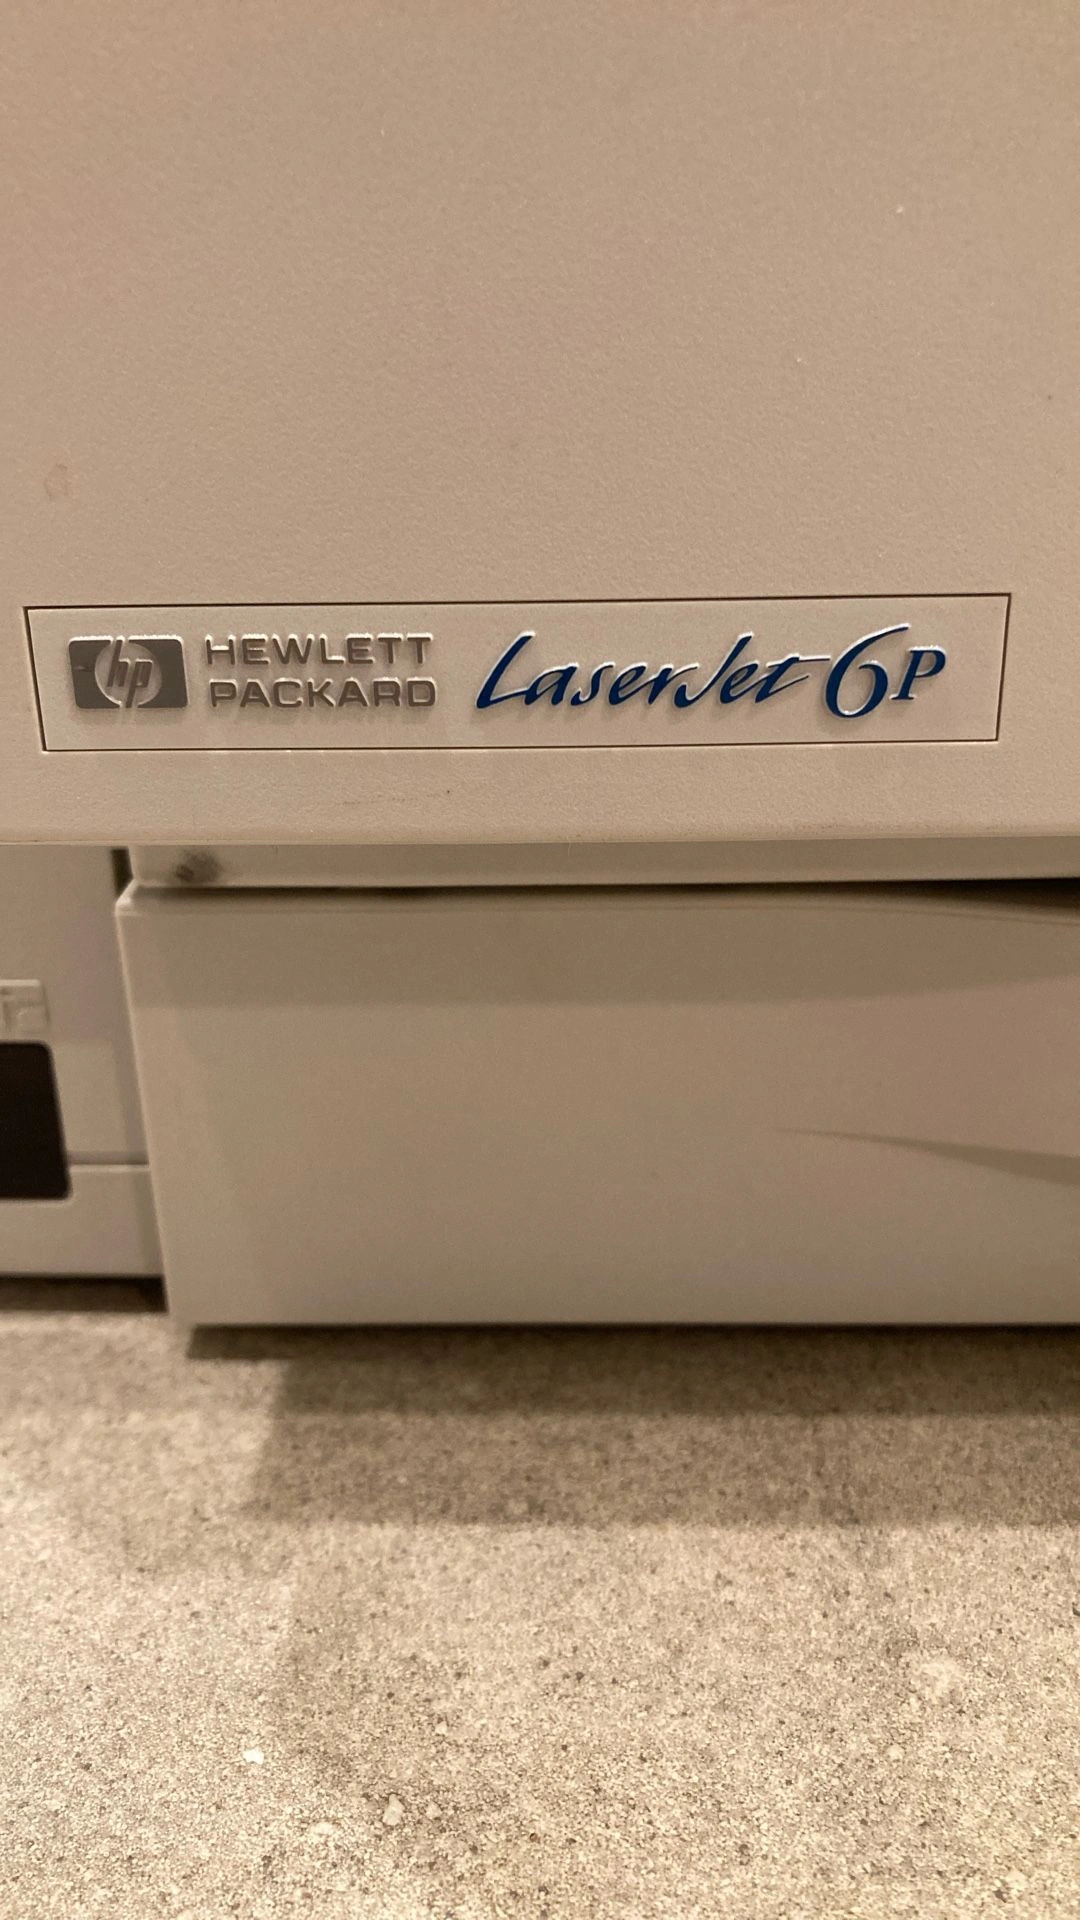 hp HEWLETT
PACKARD
LaserJet 6P